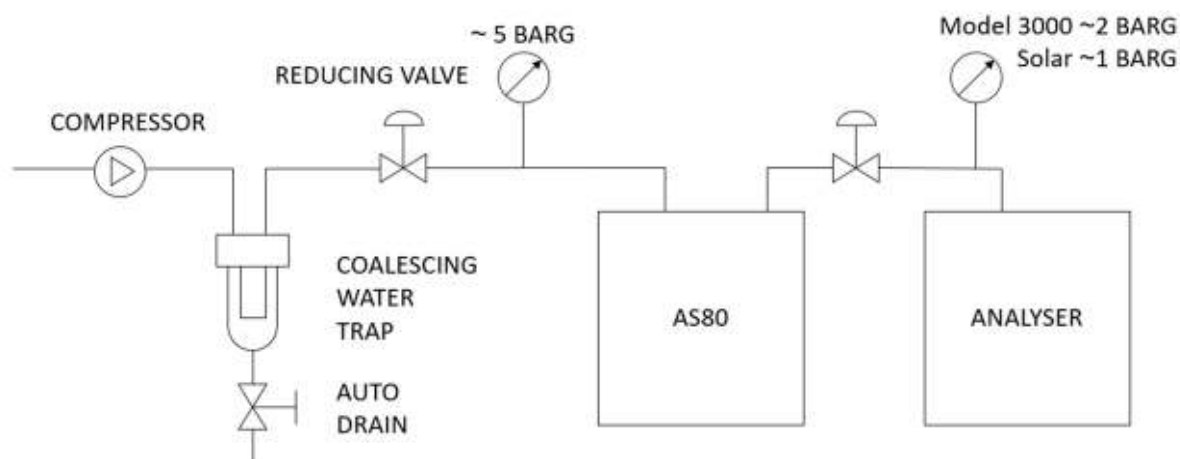 ~ 5 BARG
Model 3000 ~2 BARG
Solar ~1 BARG
REDUCING VALVE
COMPRESSOR
COALESCING
WATER
TRAP
AS80
ANALYSER
AUTO
DRAIN